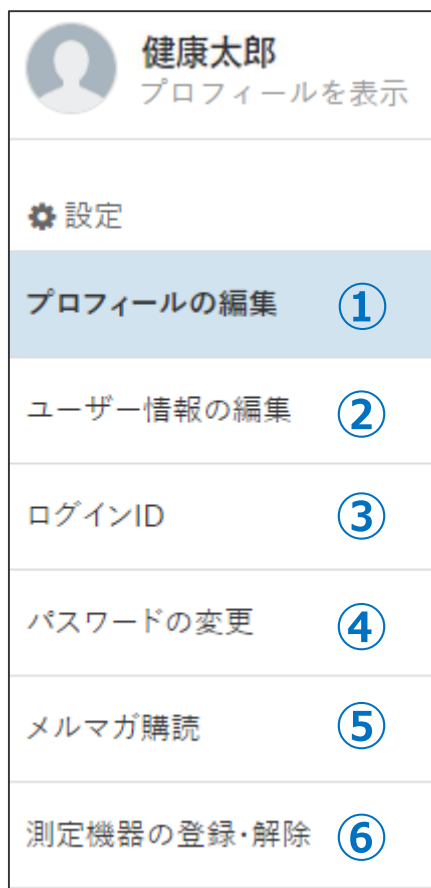 健康太郎
プロフィールを表示
設定
プロフィールの編集 ①
ユーザー情報の編集 ②
ログインID ③
パスワードの変更 ④
メルマガ購読 ⑤
測定機器の登録・解除 ⑥